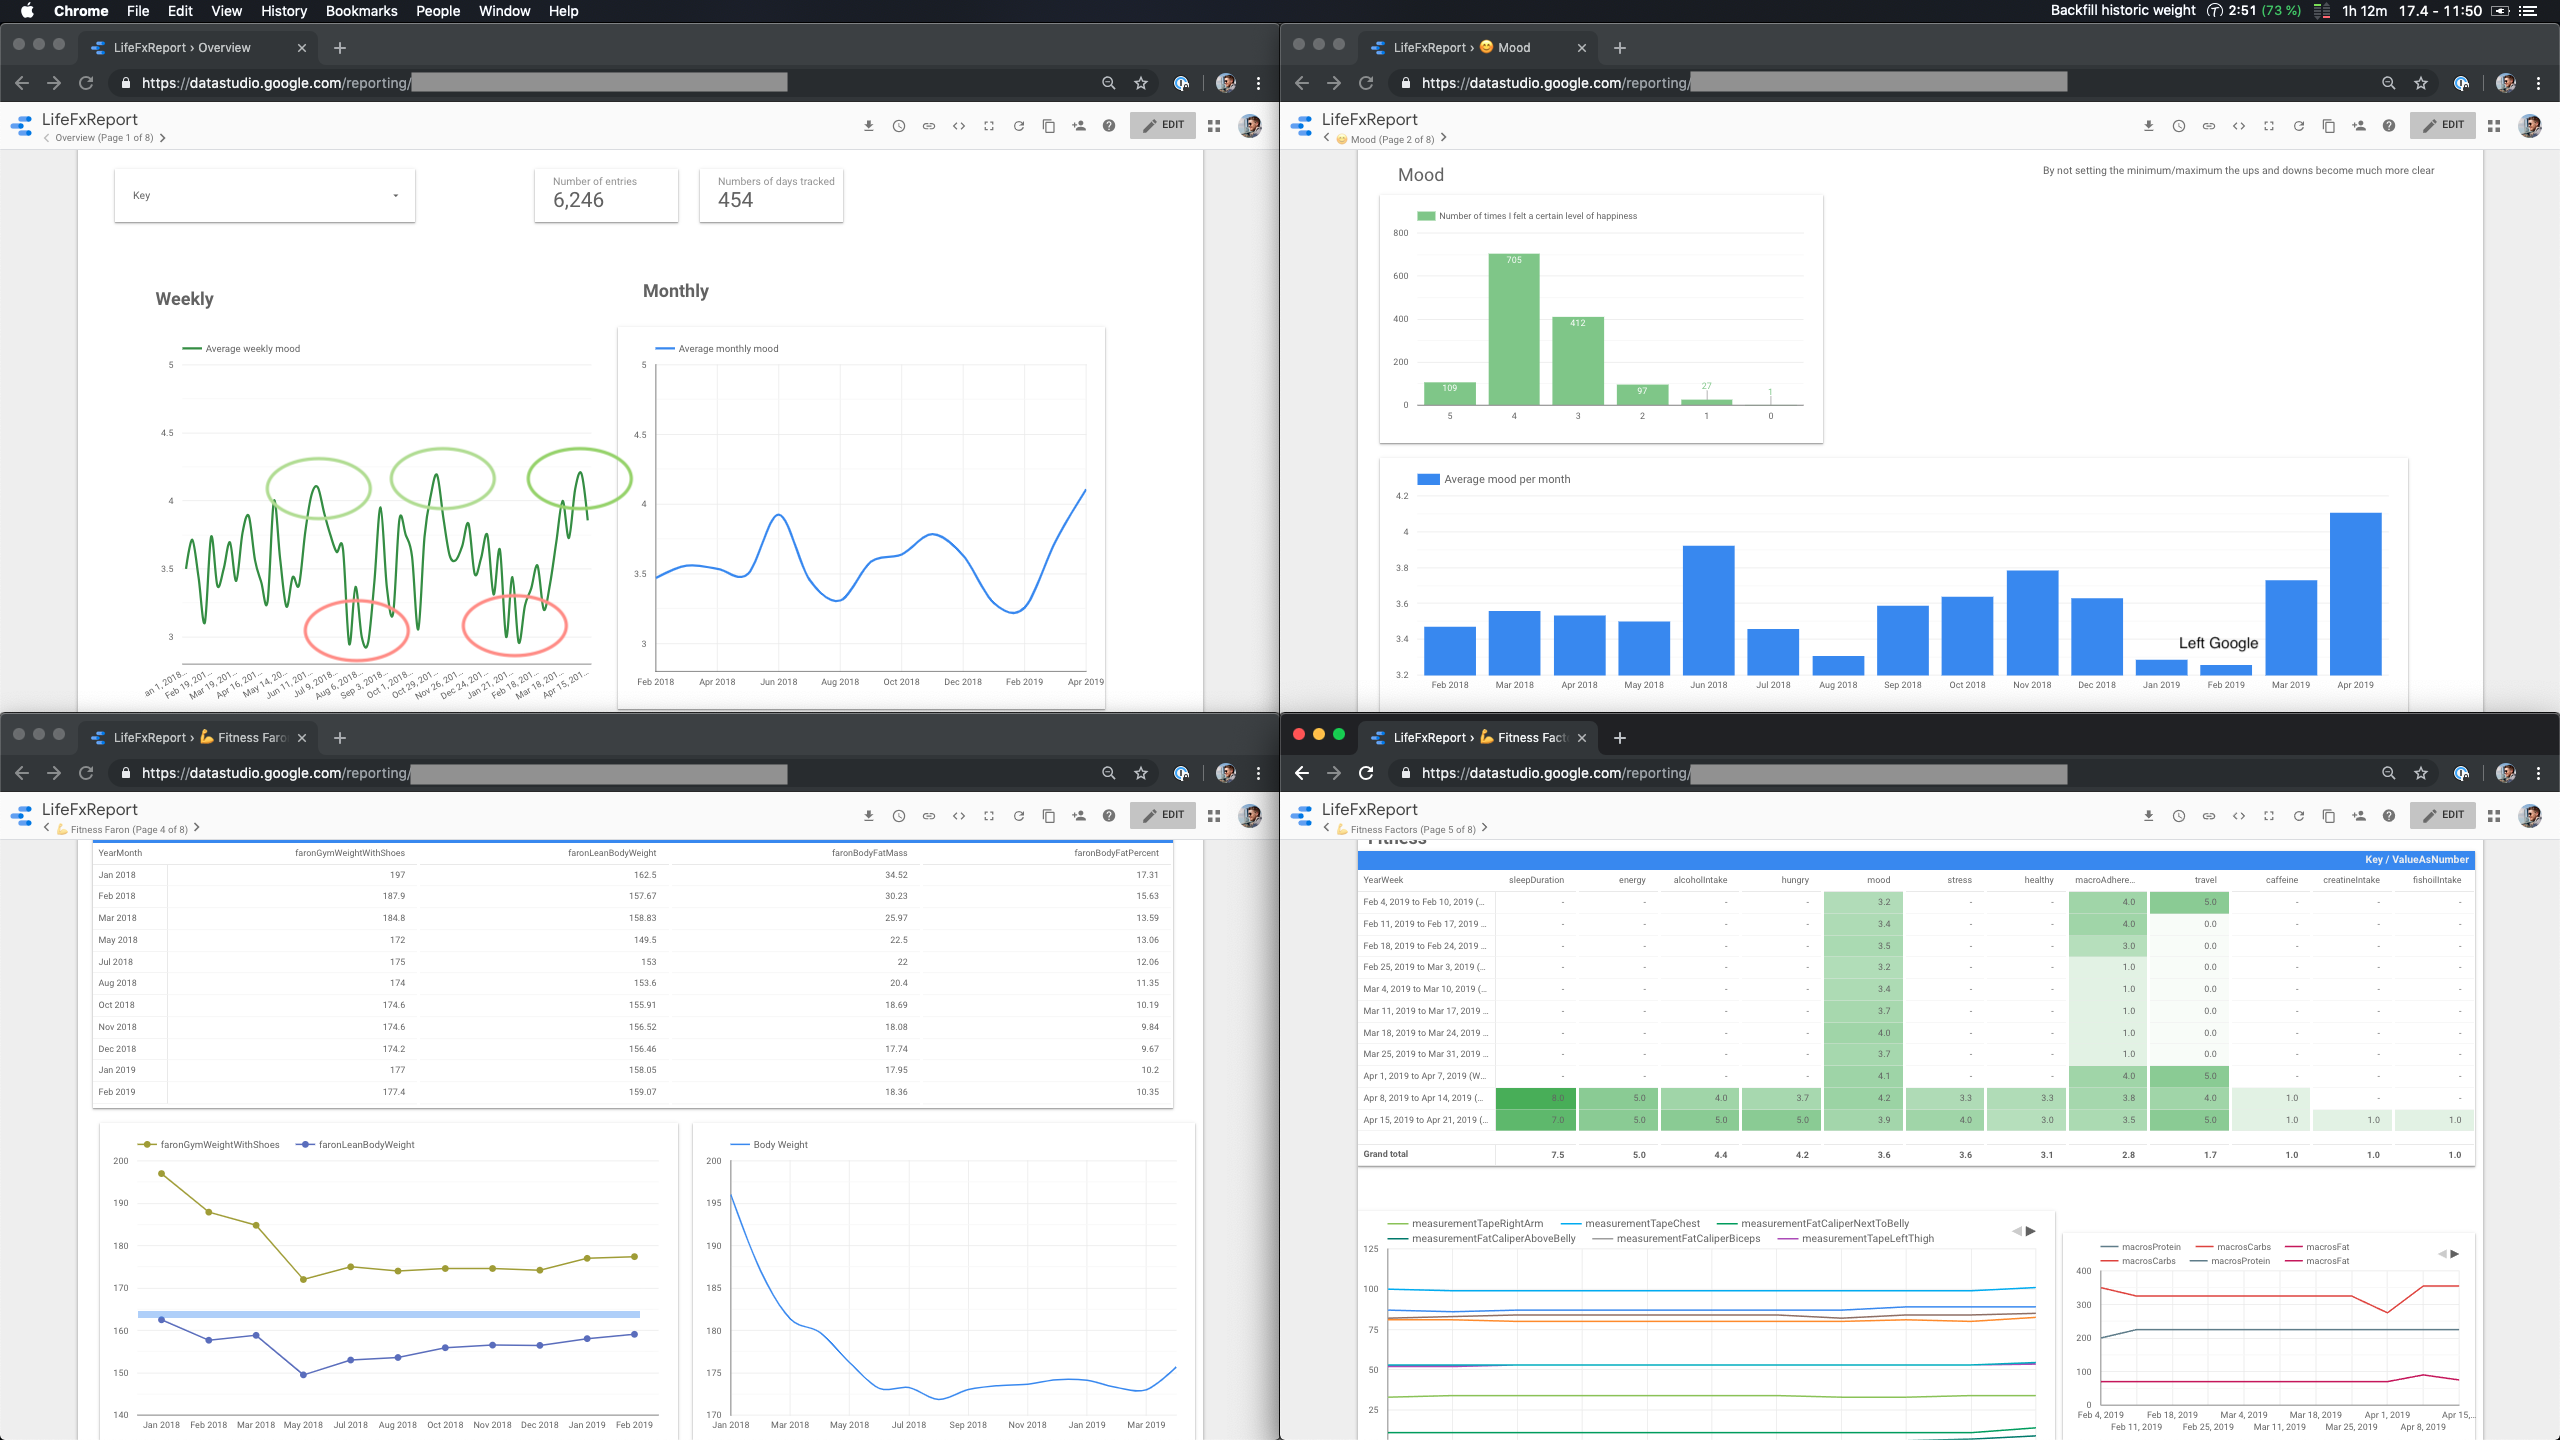 Chrome File Edit View History Bookmarks People Window Help
Backfill historic weight 2:51 (73 %) 1h 12m 17.4 - 11:50
LifeFxReport › Overview
https://datastudio.google.com/reporting/
LifeFxReport
Overview (Page 1 of 8)
EDIT
Key
Number of entries
6,246
Numbers of days tracked
454
Weekly
Average weekly mood
5
4.5
4
3.5
3
Feb 19, 201...
Mar 19, 201...
Apr 16, 201...
May 14, 20...
Jun 11, 201...
Jul 9, 2018...
Aug 6, 2018...
Sep 3, 2018...
Oct 1, 2018...
Oct 29, 201...
Nov 26, 201...
Dec 24, 201...
Jan 21, 201...
Feb 18, 201...
Mar 18, 201...
Apr 15, 201...
Monthly
Average monthly mood
5
4.5
4
3.5
3
Feb 2018 Apr 2018 Jun 2018 Aug 2018 Oct 2018 Dec 2018 Feb 2019 Apr 2019
LifeFxReport › 😊 Mood
https://datastudio.google.com/reporting/
LifeFxReport
😊 Mood (Page 2 of 8)
EDIT
Mood
By not setting the minimum/maximum the ups and downs become much more clear
Number of times I felt a certain level of happiness
800
600
400
200
0
109 705 412 97 27 1
5 4 3 2 1 0
Average mood per month
4.2
4
3.8
3.6
3.4
3.2
Left Google
Feb 2018 Mar 2018 Apr 2018 May 2018 Jun 2018 Jul 2018 Aug 2018 Sep 2018 Oct 2018 Nov 2018 Dec 2018 Jan 2019 Feb 2019 Mar 2019 Apr 2019
LifeFxReport › 💪 Fitness Faro
https://datastudio.google.com/reporting/
LifeFxReport
💪 Fitness Faron (Page 4 of 8)
EDIT
YearMonth faronGymWeightWithShoes faronLeanBodyWeight faronBodyFatMass faronBodyFatPercent
Jan 2018 197 162.5 34.52 17.31
Feb 2018 187.9 157.67 30.23 15.63
Mar 2018 184.8 158.83 25.97 13.59
May 2018 172 149.5 22.5 13.06
Jul 2018 175 153 22 12.06
Aug 2018 174 153.6 20.4 11.35
Oct 2018 174.6 155.91 18.69 10.19
Nov 2018 174.6 156.52 18.08 9.84
Dec 2018 174.2 156.46 17.74 9.67
Jan 2019 177 158.05 17.95 10.2
Feb 2019 177.4 159.07 18.36 10.35
faronGymWeightWithShoes faronLeanBodyWeight
200
190
180
170
160
150
140
Jan 2018 Feb 2018 Mar 2018 May 2018 Jul 2018 Aug 2018 Oct 2018 Nov 2018 Dec 2018 Jan 2019 Feb 2019
Body Weight
200
195
190
185
180
175
170
Jan 2018 Mar 2018 May 2018 Jul 2018 Sep 2018 Nov 2018 Jan 2019 Mar 2019
LifeFxReport › 💪 Fitness Fact
https://datastudio.google.com/reporting/
LifeFxReport
💪 Fitness Factors (Page 5 of 8)
EDIT
Fitness
Key / ValueAsNumber
YearWeek sleepDuration energy alcoholIntake hungry mood stress healthy macroAdhere... travel caffeine creatineIntake fishoilIntake
Feb 4, 2019 to Feb 10, 2019 (... - - - - 3.2 - - 4.0 5.0 - - -
Feb 11, 2019 to Feb 17, 2019 ... - - - - 3.4 - - 4.0 0.0 - - -
Feb 18, 2019 to Feb 24, 2019 ... - - - - 3.5 - - 3.0 0.0 - - -
Feb 25, 2019 to Mar 3, 2019 (... - - - - 3.2 - - 1.0 0.0 - - -
Mar 4, 2019 to Mar 10, 2019 (... - - - - 3.4 - - 1.0 0.0 - - -
Mar 11, 2019 to Mar 17, 2019 ... - - - - 3.7 - - 1.0 0.0 - - -
Mar 18, 2019 to Mar 24, 2019 ... - - - - 4.0 - - 1.0 0.0 - - -
Mar 25, 2019 to Mar 31, 2019 ... - - - - 3.7 - - 1.0 0.0 - - -
Apr 1, 2019 to Apr 7, 2019 (W... - - - - 4.1 - - 4.0 5.0 - - -
Apr 8, 2019 to Apr 14, 2019 (... 8.0 5.0 4.0 3.7 4.2 3.3 3.3 3.8 4.0 1.0 - -
Apr 15, 2019 to Apr 21, 2019 (... 7.0 5.0 5.0 5.0 3.9 4.0 3.0 3.5 5.0 1.0 1.0 1.0
Grand total 7.5 5.0 4.4 4.2 3.6 3.6 3.1 2.8 1.7 1.0 1.0 1.0
measurementTapeRightArm measurementTapeChest measurementFatCaliperNextToBelly
measurementFatCaliperAboveBelly measurementFatCaliperBiceps measurementTapeLeftThigh
125
100
75
50
25
macrosProtein macrosCarbs macrosFat
macrosCarbs macrosProtein macrosFat
400
300
200
100
0
Feb 4, 2019 Feb 18, 2019 Mar 4, 2019 Mar 18, 2019 Apr 1, 2019 Apr 15,...
Feb 11, 2019 Feb 25, 2019 Mar 11, 2019 Mar 25, 2019 Apr 8, 2019